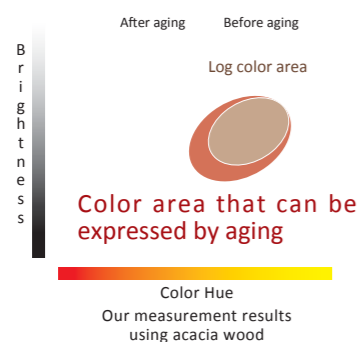 After aging
Before aging
Brightness
Log color area
Color area that can be
expressed by aging
Color Hue
Our measurement results
using acacia wood